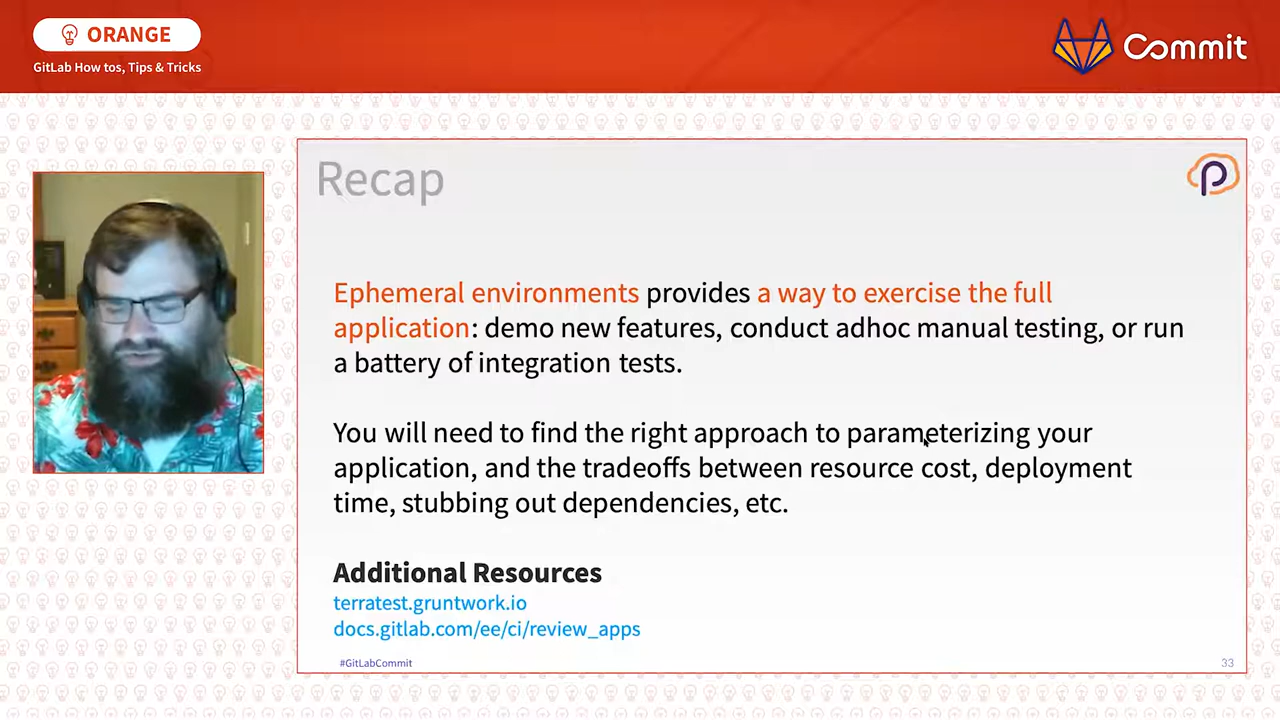 ORANGE
GitLab How tos, Tips & Tricks
Commit
Recap
Ephemeral environments provides a way to exercise the full
application: demo new features, conduct adhoc manual testing, or run
a battery of integration tests.
You will need to find the right approach to parameterizing your
application, and the tradeoffs between resource cost, deployment
time, stubbing out dependencies, etc.
Additional Resources
terratest.gruntwork.io
docs.gitlab.com/ee/ci/review_apps
#GitLabCommit
33